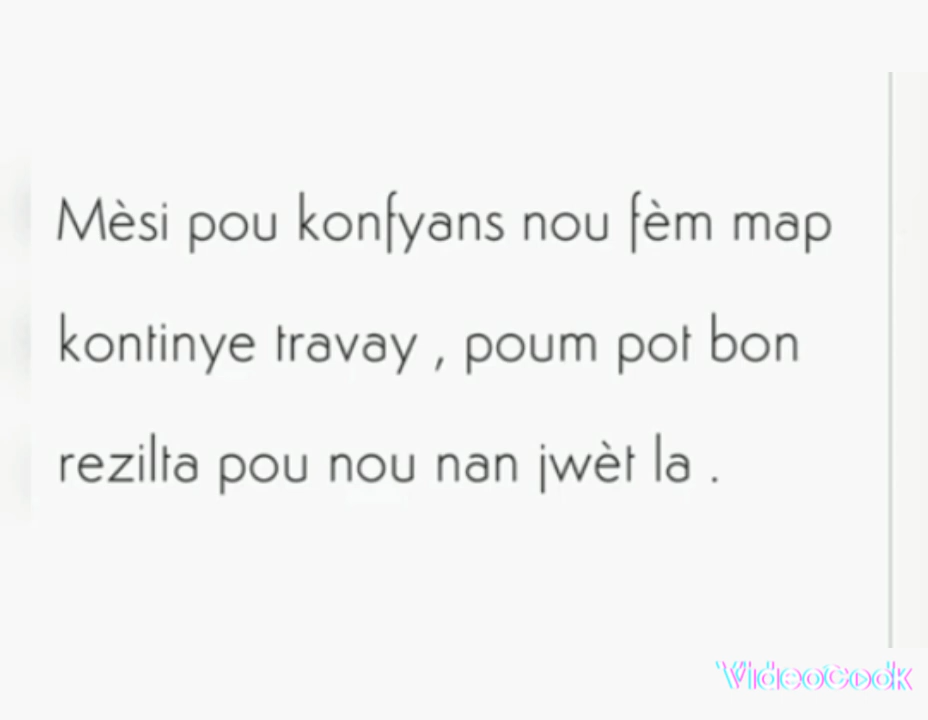 Mèsi pou konfyans nou fèm map
kontinye travay , poum pot bon
rezilta pou nou nan jwèt la .
VideoCook